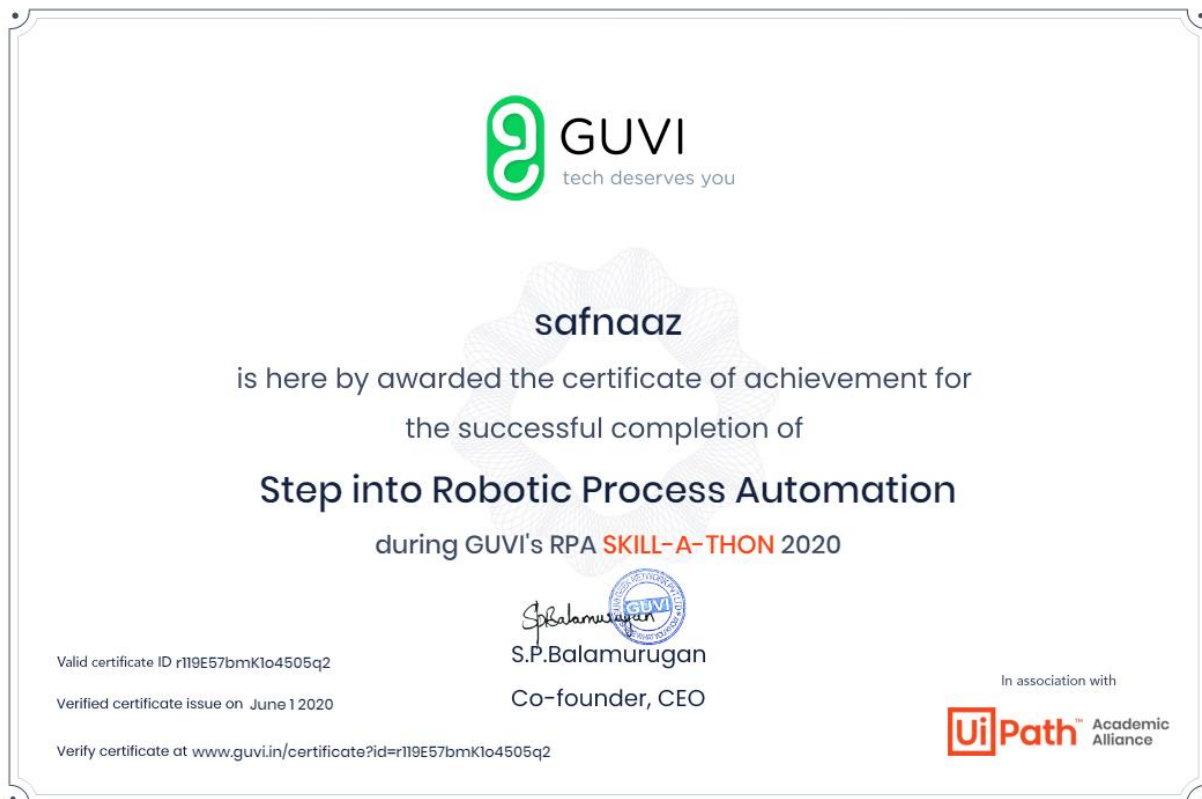 GUVI
tech deserves you
safnaaz
is here by awarded the certificate of achievement for
the successful completion of
Step into Robotic Process Automation
during GUVI's RPA SKILL-A-THON 2020
SpBalamurugan
GUVI
S.P.Balamurugan
Co-founder, CEO
Valid certificate ID r119E57bmK1o4505q2
Verified certificate issue on June 1 2020
Verify certificate at www.guvi.in/certificate?id=r119E57bmK1o4505q2
In association with
UiPath™ Academic
Alliance